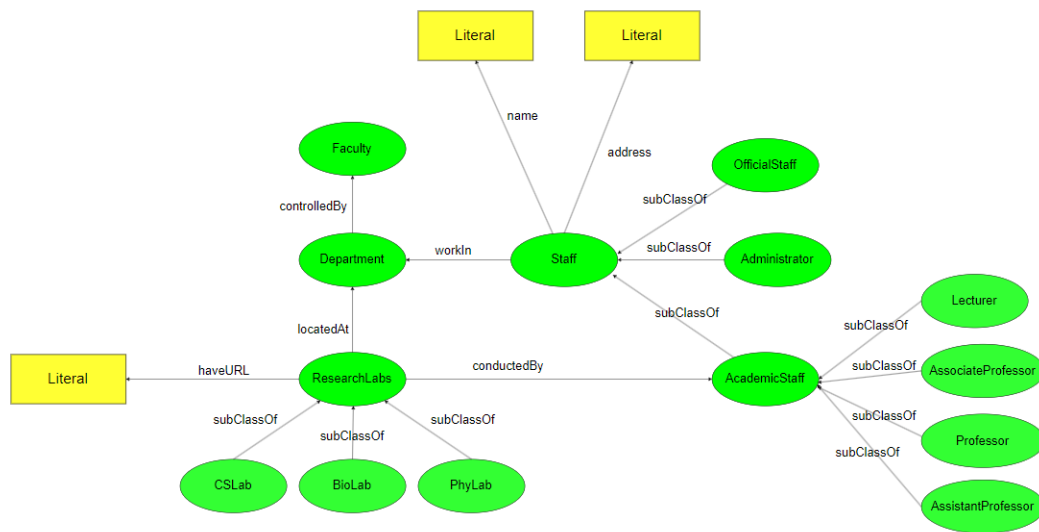 Literal
Literal
name
address
Faculty
OfficialStaff
controlledBy
subClassOf
Department
workIn
Staff
subClassOf
Administrator
Lecturer
locatedAt
subClassOf
subClassOf
Literal
haveURL
ResearchLabs
conductedBy
AcademicStaff
subClassOf
AssociateProfessor
subClassOf
subClassOf
subClassOf
subClassOf
Professor
subClassOf
CSLab
BioLab
PhyLab
AssistantProfessor